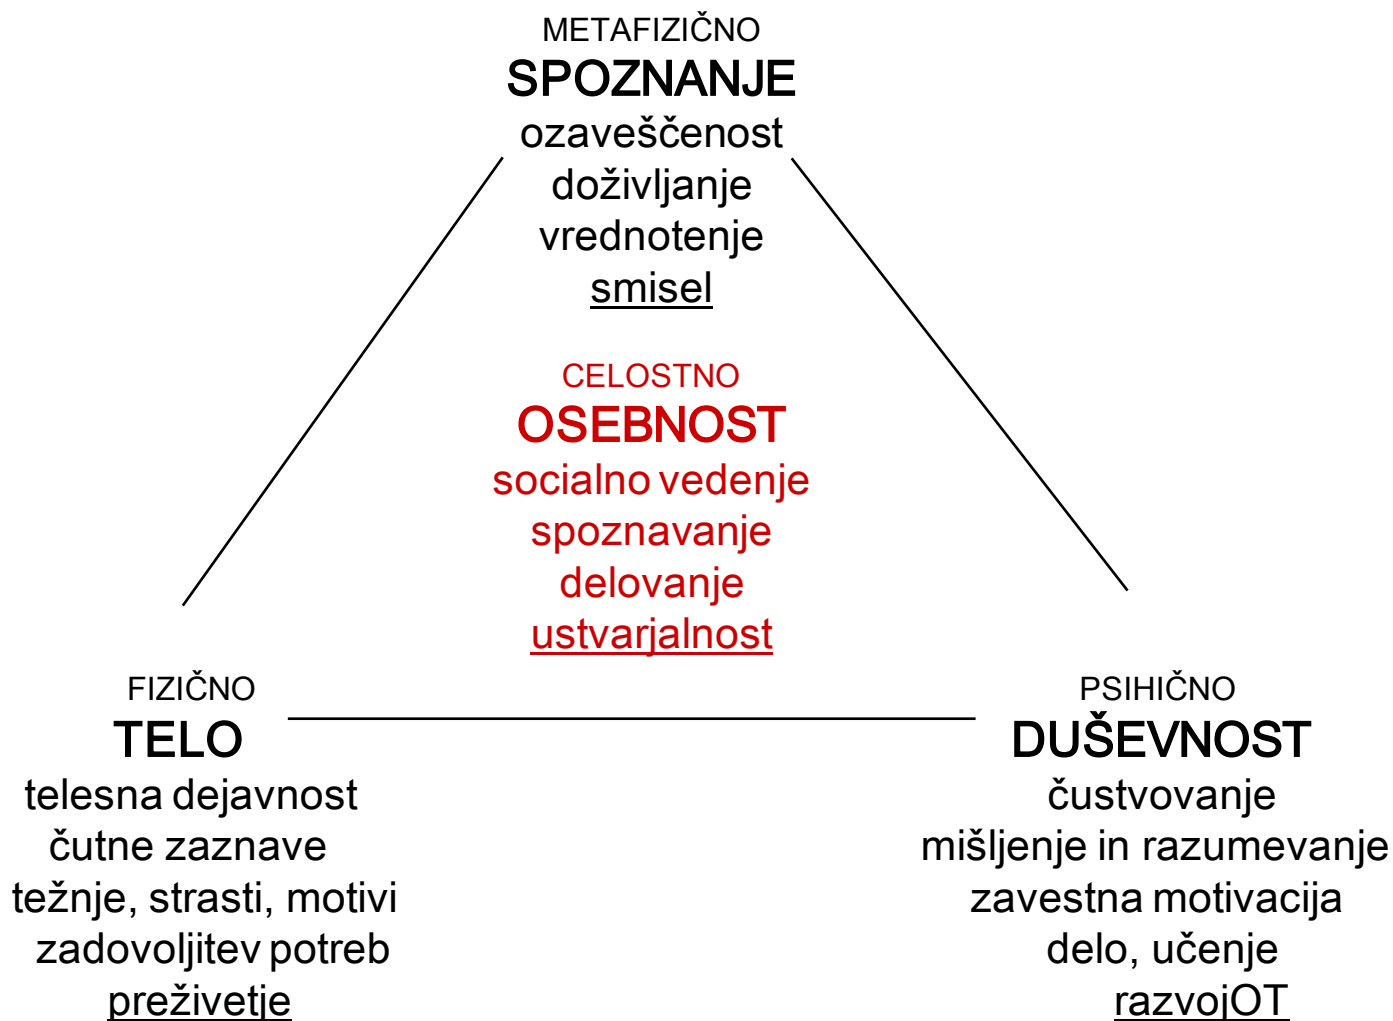 METAFIZIČNO
SPOZNANJE
ozaveščenost
doživljanje
vrednotenje
smisel
CELOSTNO
OSEBNOST
socialno vedenje
spoznavanje
delovanje
ustvarjalnost
FIZIČNO
TELO
telesna dejavnost
čutne zaznave
težnje, strasti, motivi
zadovoljitev potreb
preživetje
PSIHIČNO
DUŠEVNOST
čustvovanje
mišljenje in razumevanje
zavestna motivacija
delo, učenje
razvojOT